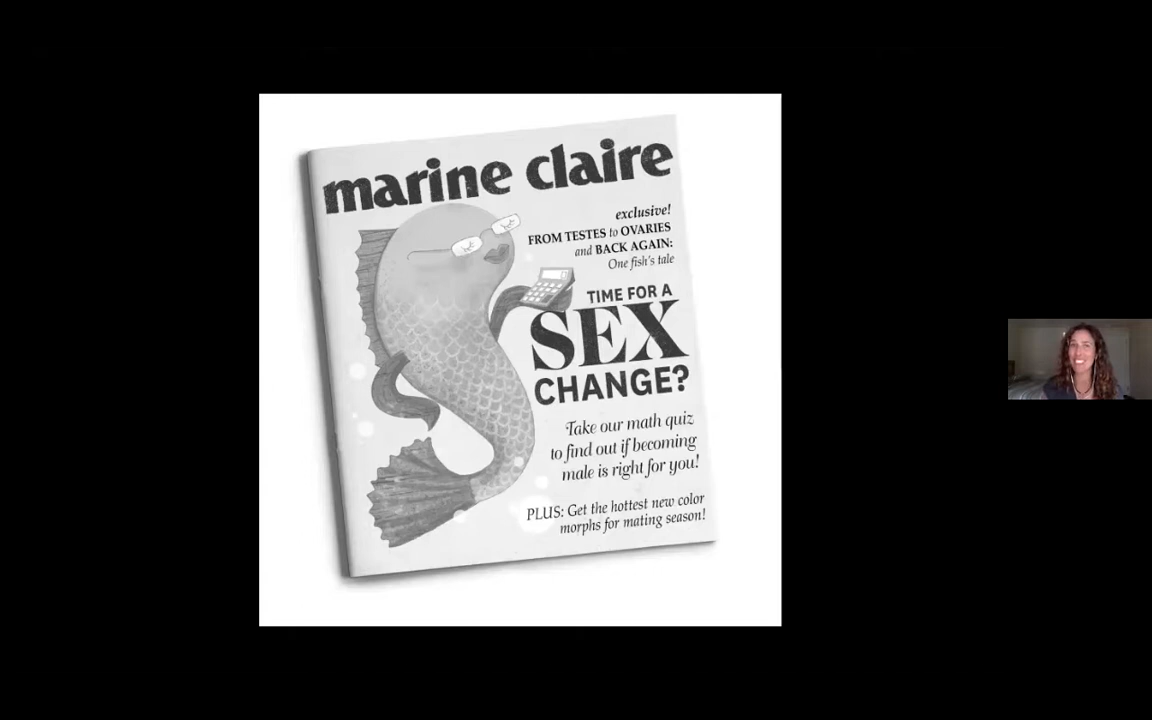 marine claire
exclusive!
FROM TESTES to OVARIES
and BACK AGAIN:
One fish's tale
TIME FOR A
SEX
CHANGE?
Take our math quiz
to find out if becoming
male is right for you!
PLUS: Get the hottest new color
morphs for mating season!